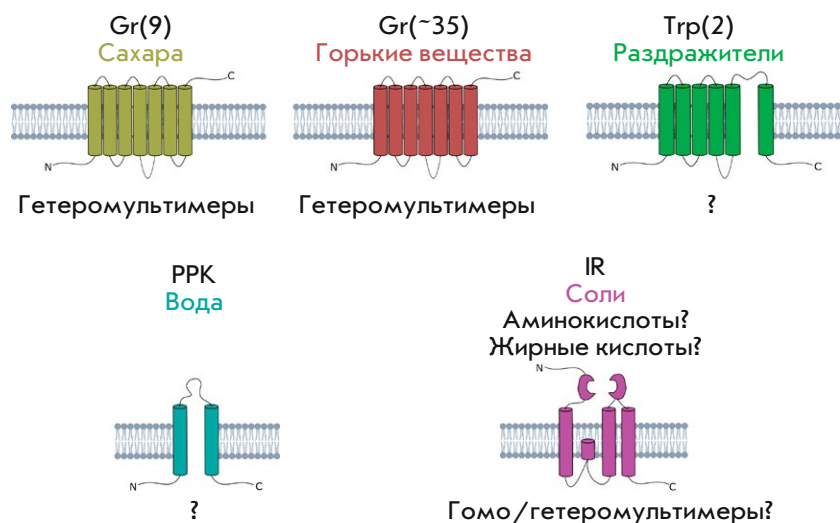 Gr(9)
Сахара
C
N
Гетеромультимеры
Gr(~35)
Горькие вещества
C
N
Гетеромультимеры
Trp(2)
Раздражители
N
C
?
PPK
Вода
N
C
?
IR
Соли
Аминокислоты?
Жирные кислоты?
N
C
Гомо/гетеромультимеры?